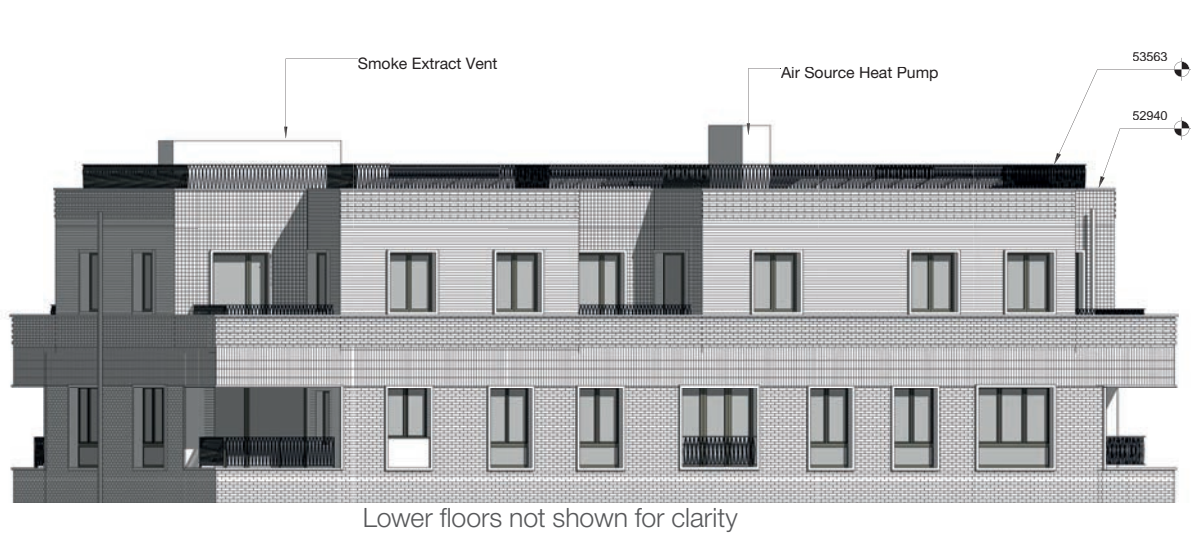 53563
Smoke Extract Vent
Air Source Heat Pump
52940
Lower floors not shown for clarity